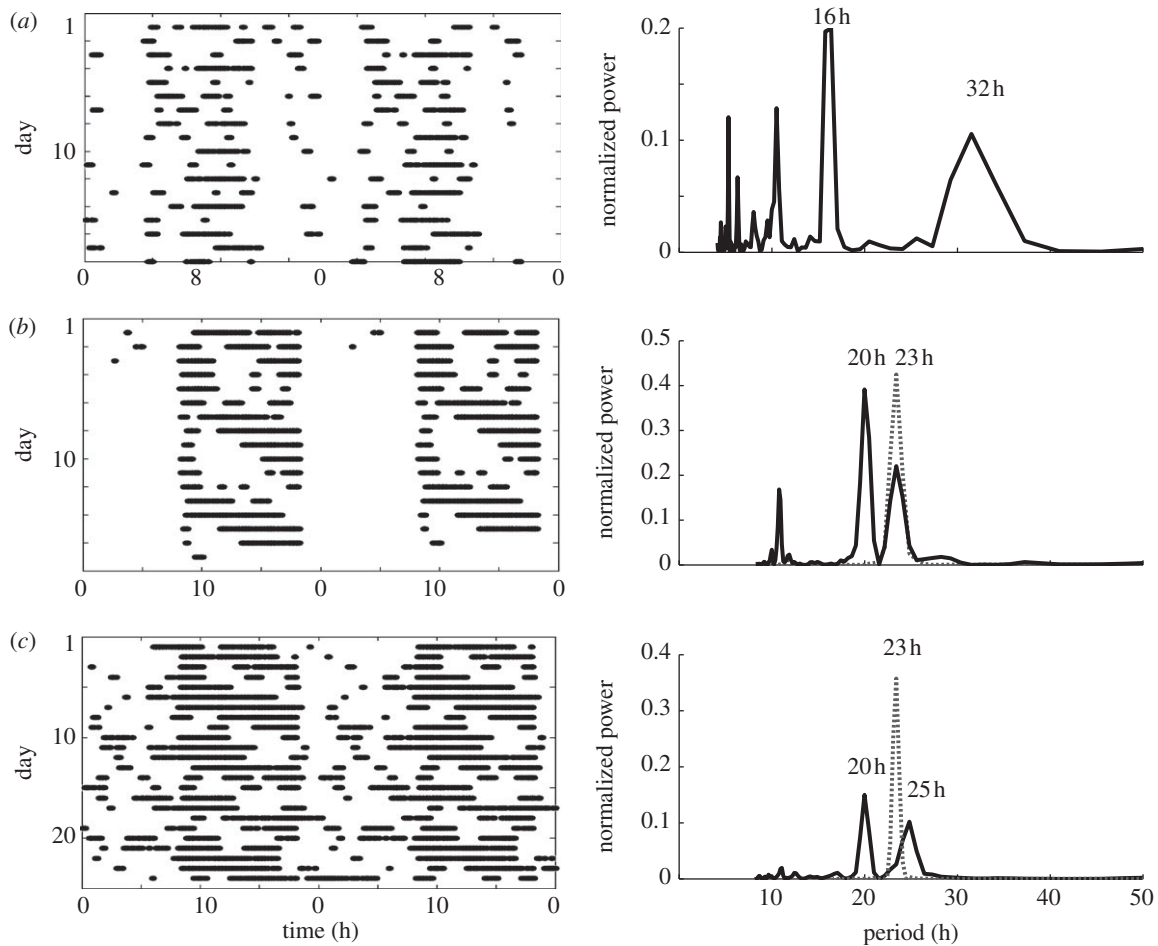 (a)
1
10
day
0 8 0 8 0
16 h
32 h
0.2
0.1
0
normalized power
(b)
1
10
day
0 10 0 10 0
20 h 23 h
0.5
0.4
0.3
0.2
0.1
0
normalized power
(c)
1
10
20
day
0 10 0 10 0
time (h)
23 h
20 h
25 h
0.4
0.3
0.2
0.1
0
normalized power
10 20 30 40 50
period (h)